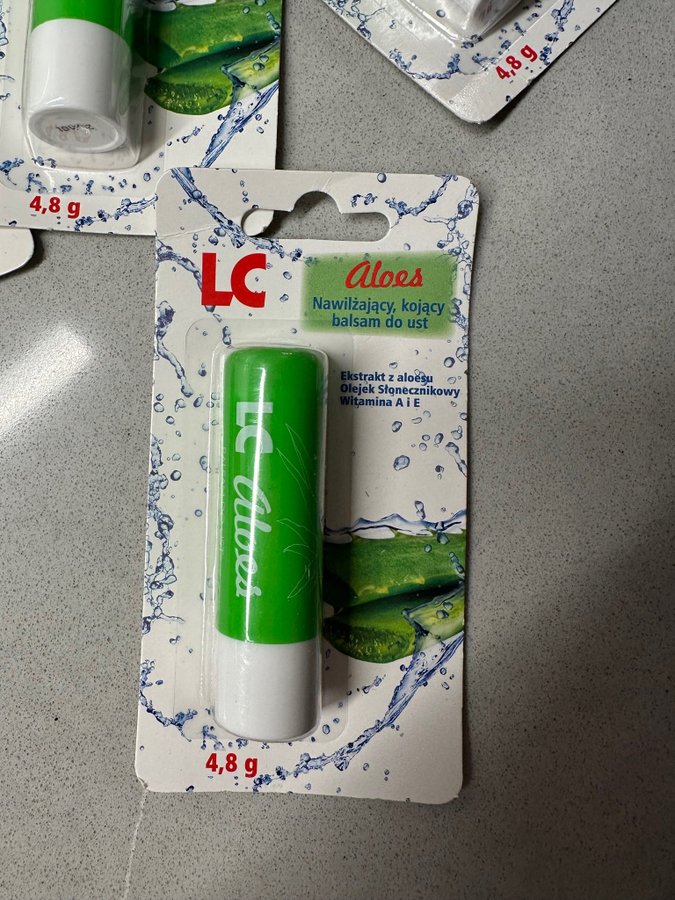 4,8 g
4,8 g
LC
Aloes
Nawilżający, kojący
balsam do ust
Ekstrakt z aloesu
Olejek Słonecznikowy
Witamina A i E
LC Aloes
4,8 g